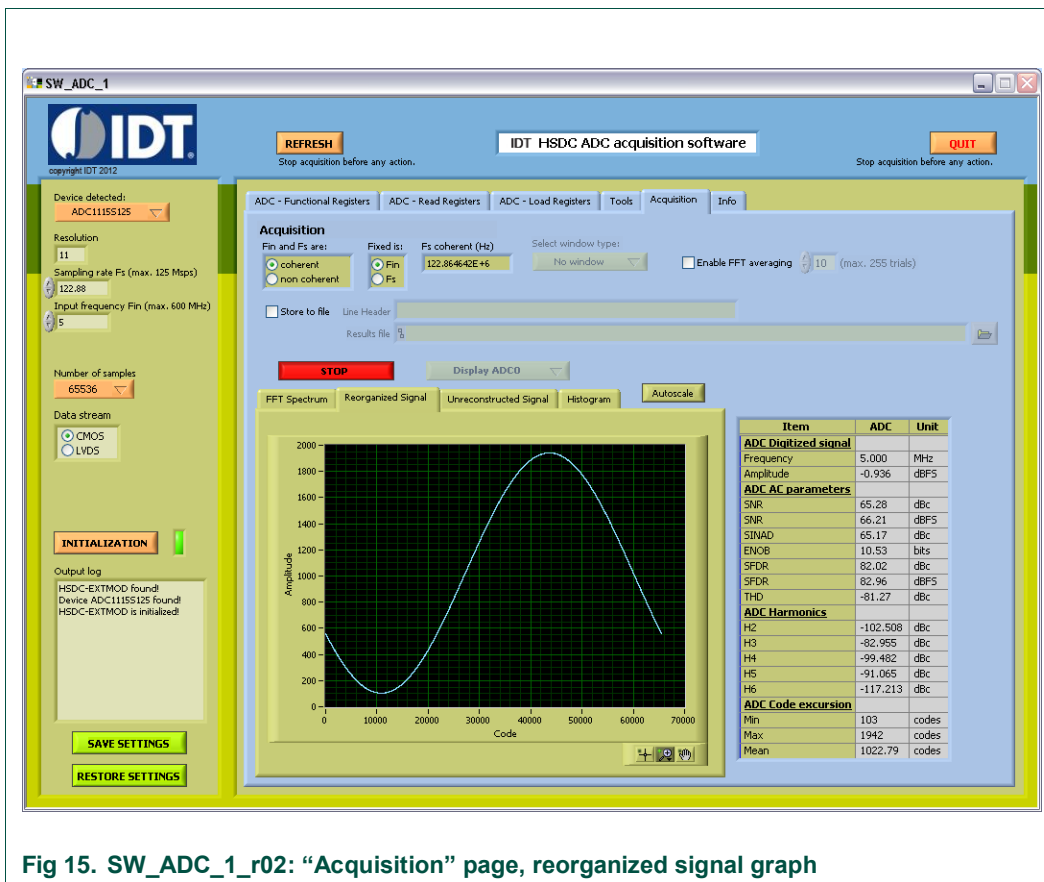 SW_ADC_1
IDT.
copyright IDT 2012
REFRESH
Stop acquisition before any action.
IDT HSDC ADC acquisition software
QUIT
Stop acquisition before any action.
Device detected:
ADC1115S125
Resolution
11
Sampling rate Fs (max. 125 Msps)
122.88
Input frequency Fin (max. 600 MHz)
5
Number of samples
65536
Data stream
CMOS
LVDS
INITIALIZATION
Output log
HSDC-EXTMOD found!
Device ADC1115S125 found!
HSDC-EXTMOD is initialized!
SAVE SETTINGS
RESTORE SETTINGS
ADC - Functional Registers ADC - Read Registers ADC - Load Registers Tools Acquisition Info
Acquisition
Fin and Fs are: Fixed is: Fs coherent (Hz) Select window type:
coherent Fin 122.864642E+6 No window Enable FFT averaging 10 (max. 255 trials)
non coherent Fs
Store to file Line Header
Results file
STOP Display ADC0
FFT Spectrum Reorganized Signal Unreconstructed Signal Histogram Autoscale
Amplitude
2000
1800
1600
1400
1200
1000
800
600
400
200
0
0 10000 20000 30000 40000 50000 60000 70000
Code
Item ADC Unit
ADC Digitized signal
Frequency 5.000 MHz
Amplitude -0.936 dBFS
ADC AC parameters
SNR 65.28 dBc
SNR 66.21 dBFS
SINAD 65.17 dBc
ENOB 10.53 bits
SFDR 82.02 dBc
SFDR 82.96 dBFS
THD -81.27 dBc
ADC Harmonics
H2 -102.508 dBc
H3 -82.955 dBc
H4 -99.482 dBc
H5 -91.065 dBc
H6 -117.213 dBc
ADC Code excursion
Min 103 codes
Max 1942 codes
Mean 1022.79 codes
Fig 15. SW_ADC_1_r02: “Acquisition” page, reorganized signal graph